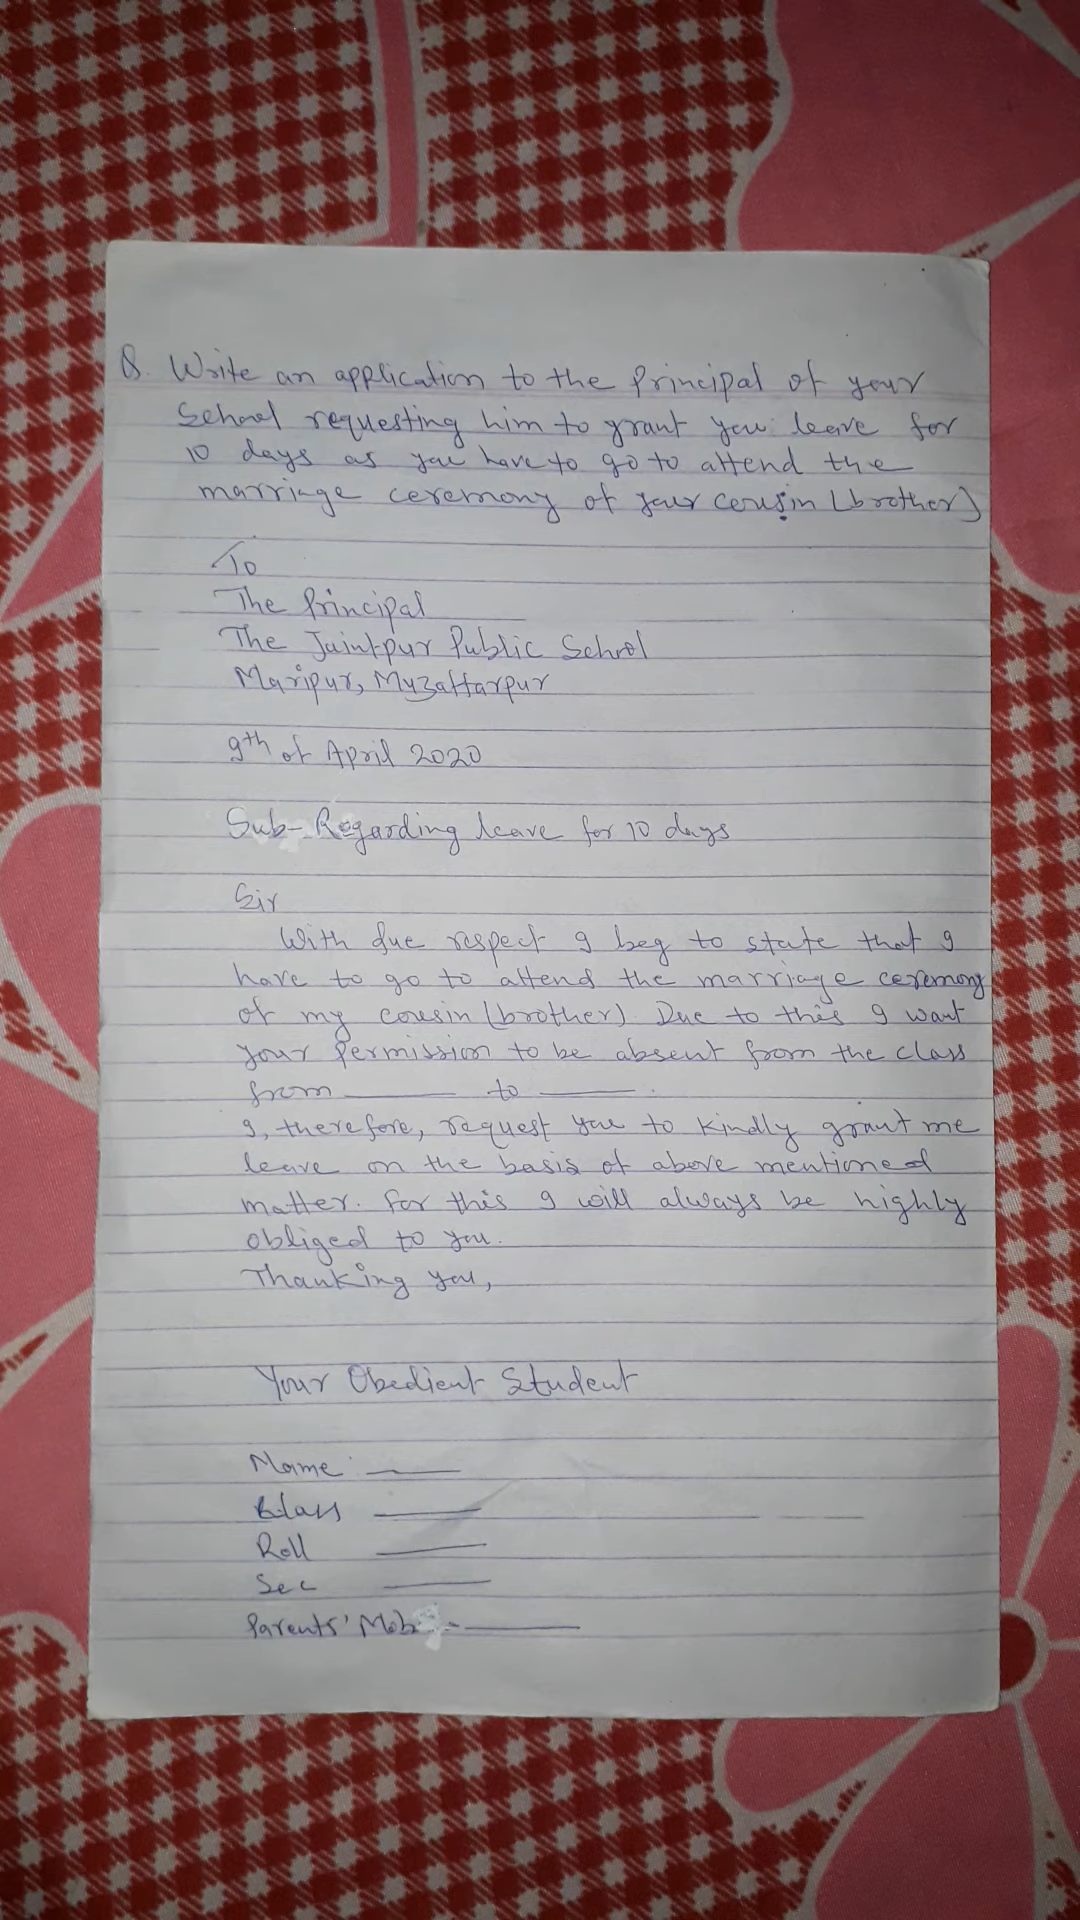 Q. Write an application to the Principal of your
School requesting him to grant you leave for
10 days as you have to go to attend the
marriage ceremony of your cousin (brother)
To
The Principal
The Jaintpur Public School
Maripur, Muzaffarpur
9th of April 2020
Sub- Regarding leave for 10 days
Sir
With due respect I beg to state that I
have to go to attend the marriage ceremony
of my cousin (brother). Due to this I want
your permission to be absent from the class
from ______ to ______.
I, therefore, request you to kindly grant me
leave on the basis of above mentioned
matter. For this I will always be highly
obliged to you.
Thanking you,
Your Obedient Student
Name ______
Class ______
Roll ______
Sec ______
Parents' Mob - ______